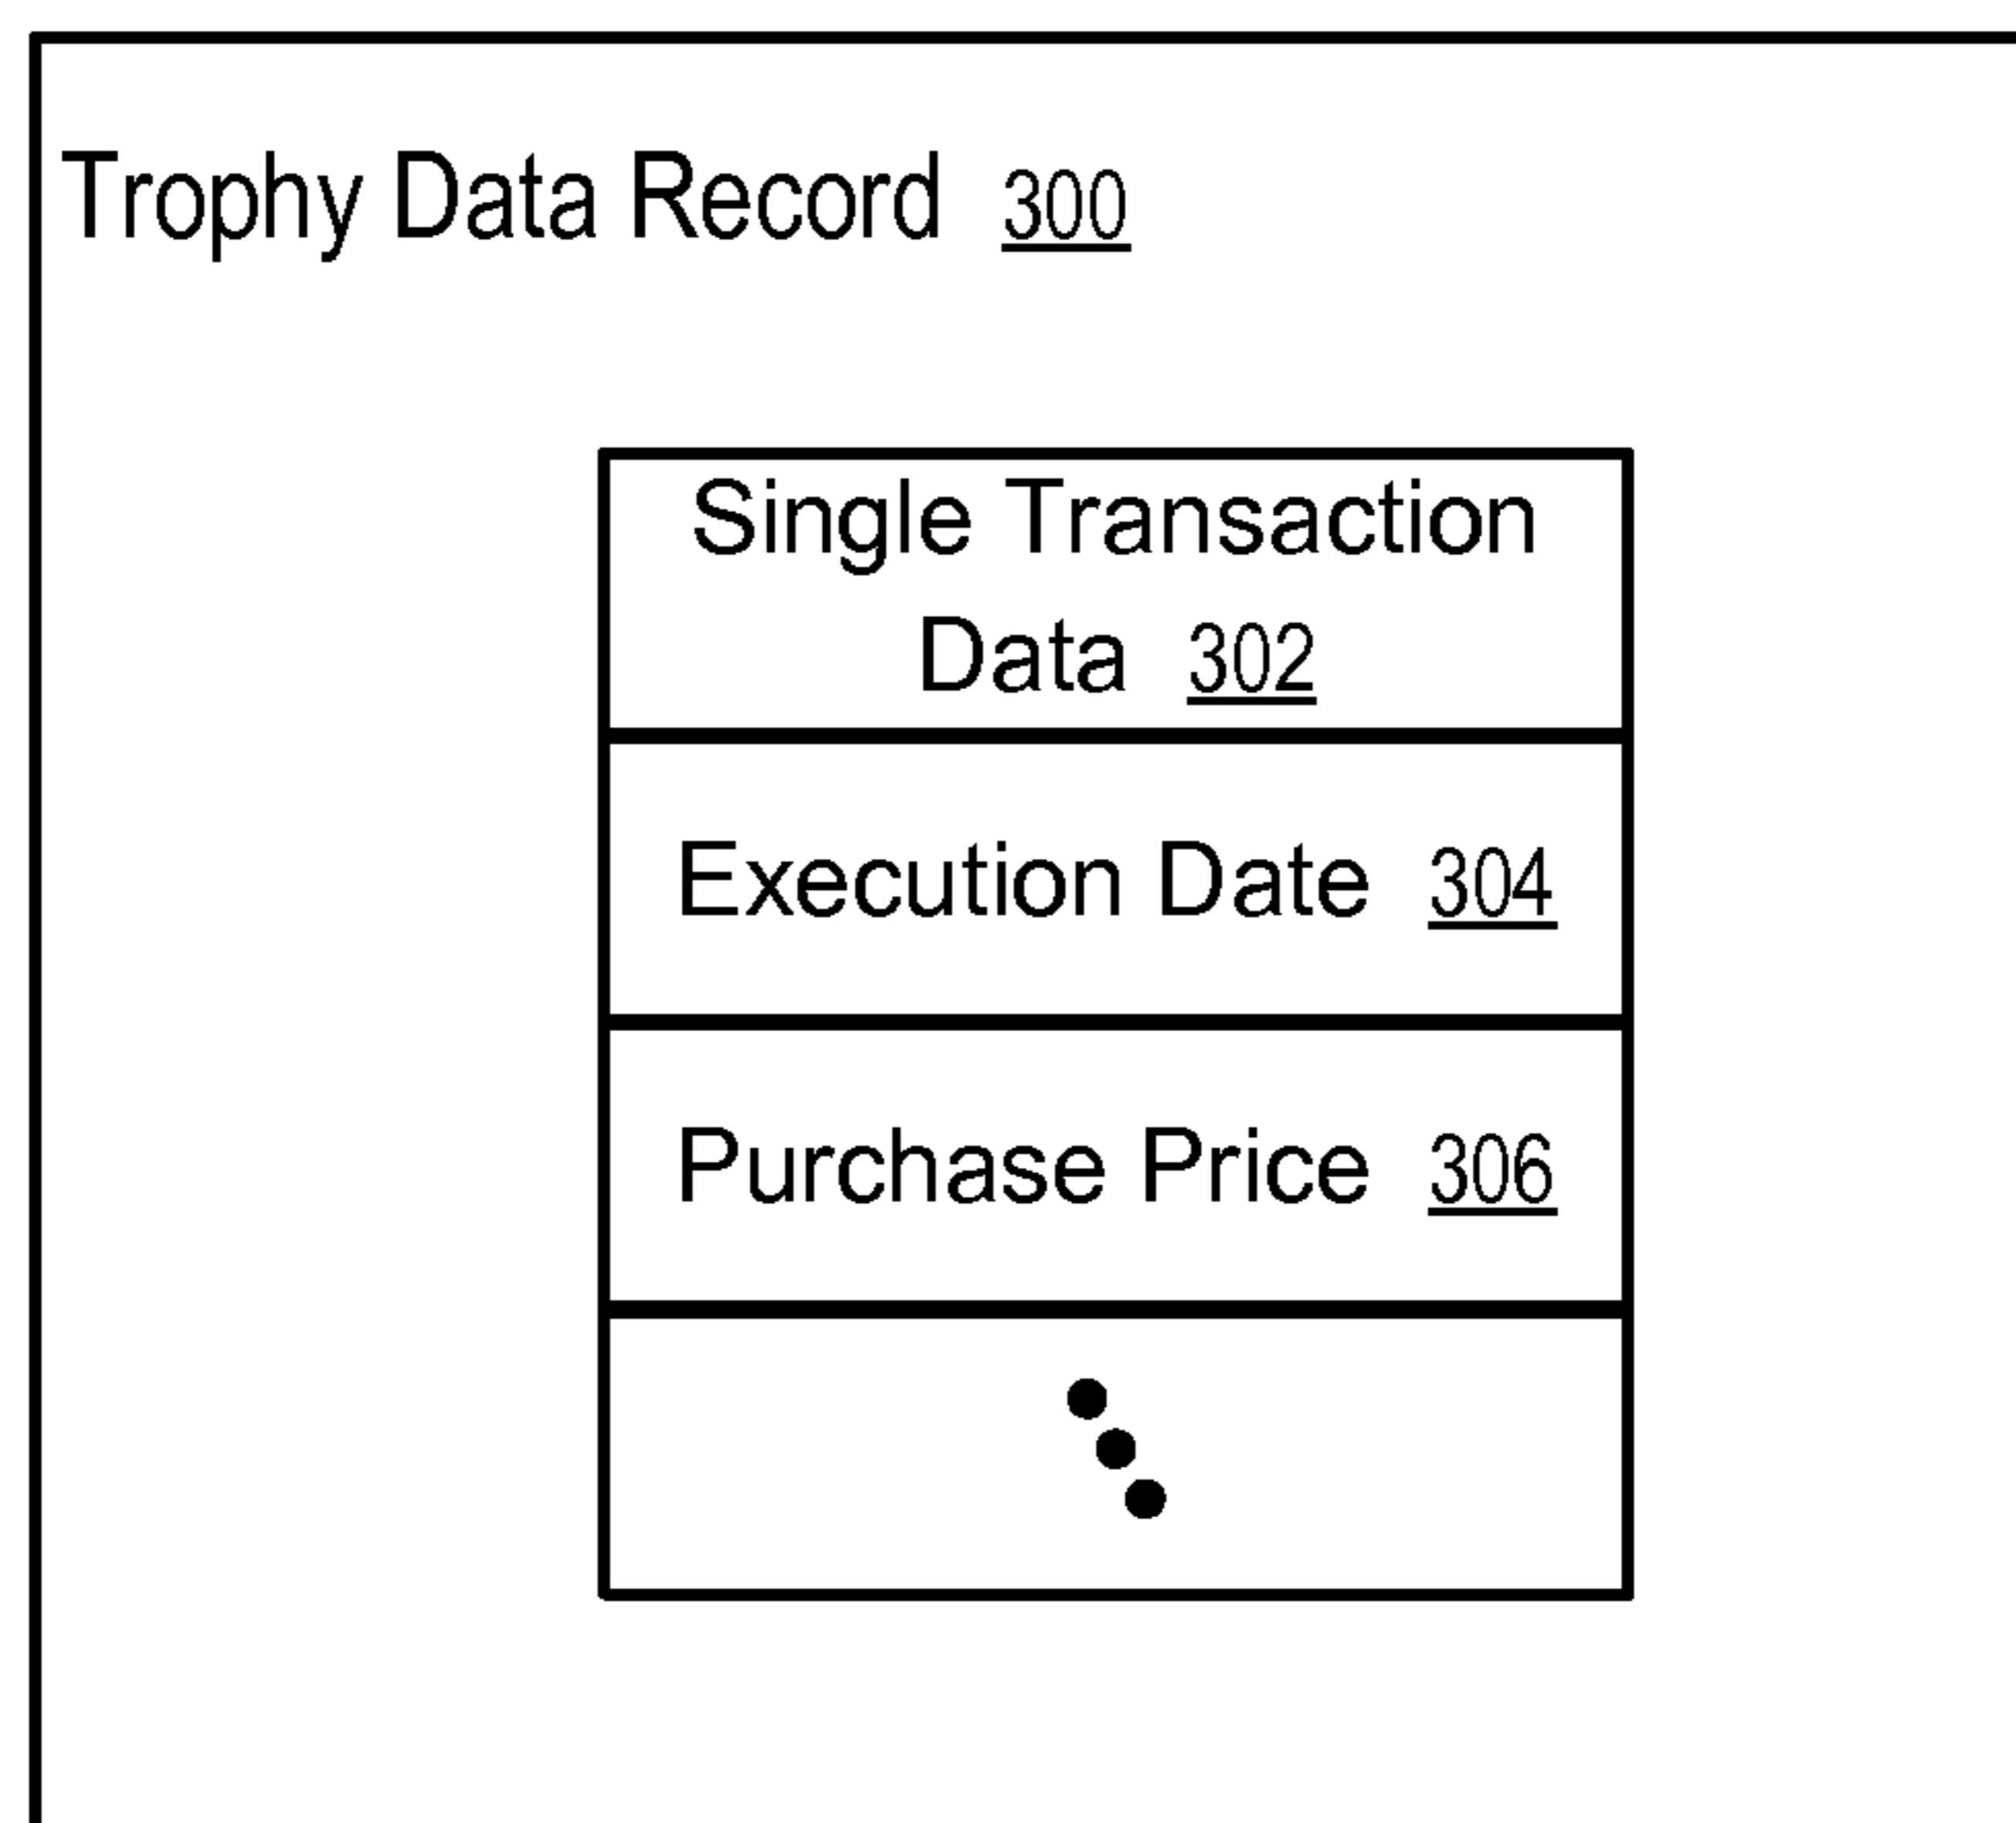 Trophy Data Record 300
Single Transaction
Data 302
Execution Date 304
Purchase Price 306